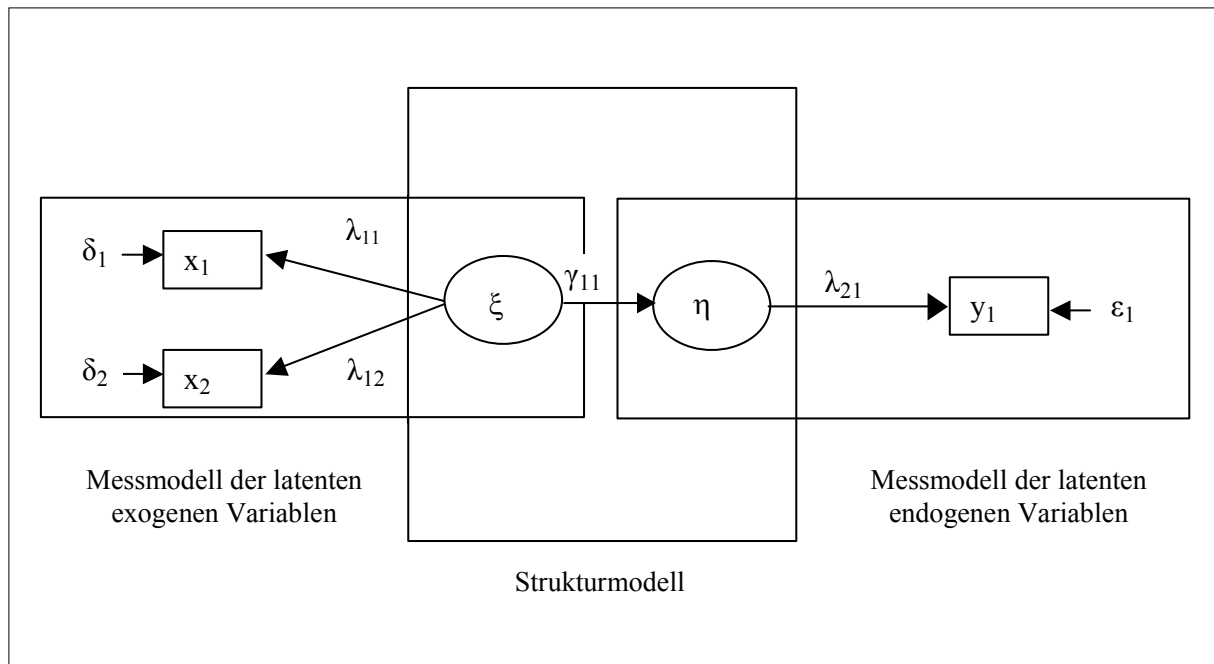 λ₁₁
δ₁
x₁
γ₁₁
ξ
η
λ₂₁
y₁
ε₁
δ₂
x₂
λ₁₂
Messmodell der latenten
exogenen Variablen
Messmodell der latenten
endogenen Variablen
Strukturmodell